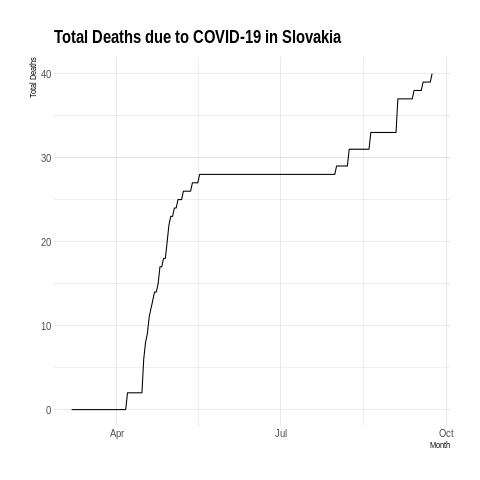 Total Deaths due to COVID-19 in Slovakia
Total Deaths
40
30
20
10
0
Apr
Jul
Oct
Month